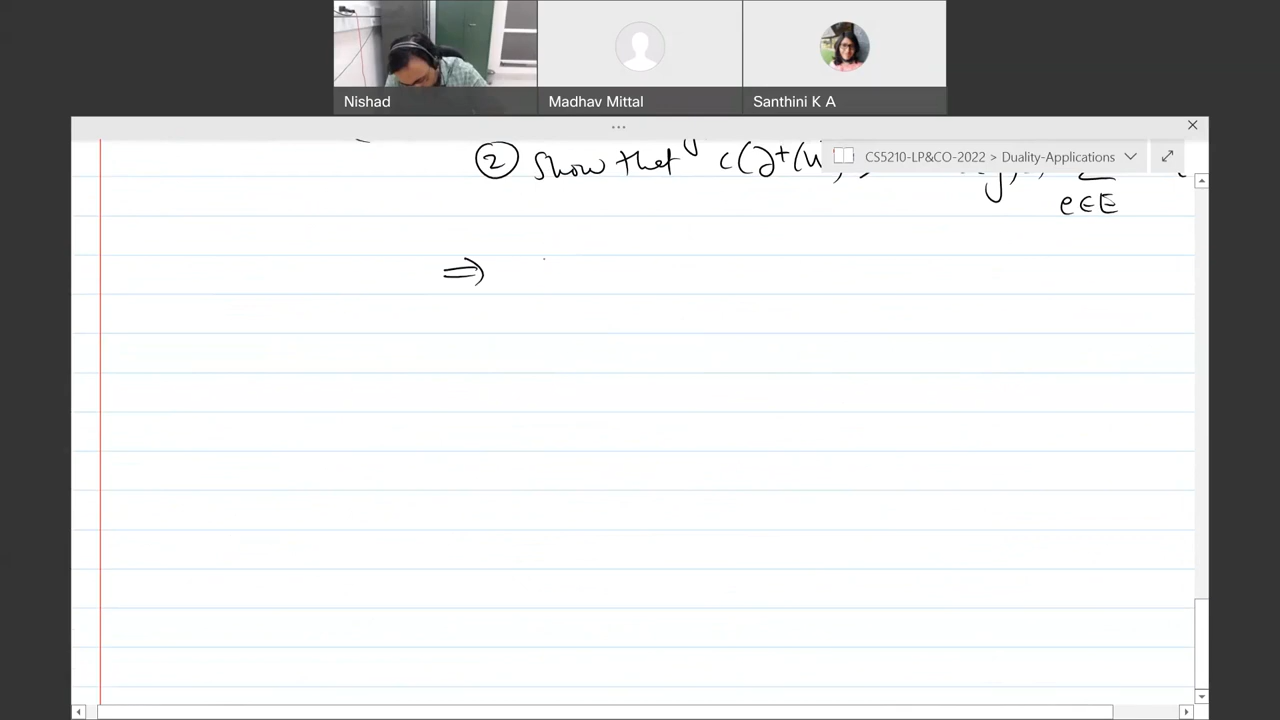 Nishad
Madhav Mittal
Santhini K A
CS5210-LP&CO-2022 > Duality-Applications
② Show that c(∂⁺(U
e∈E
⇒